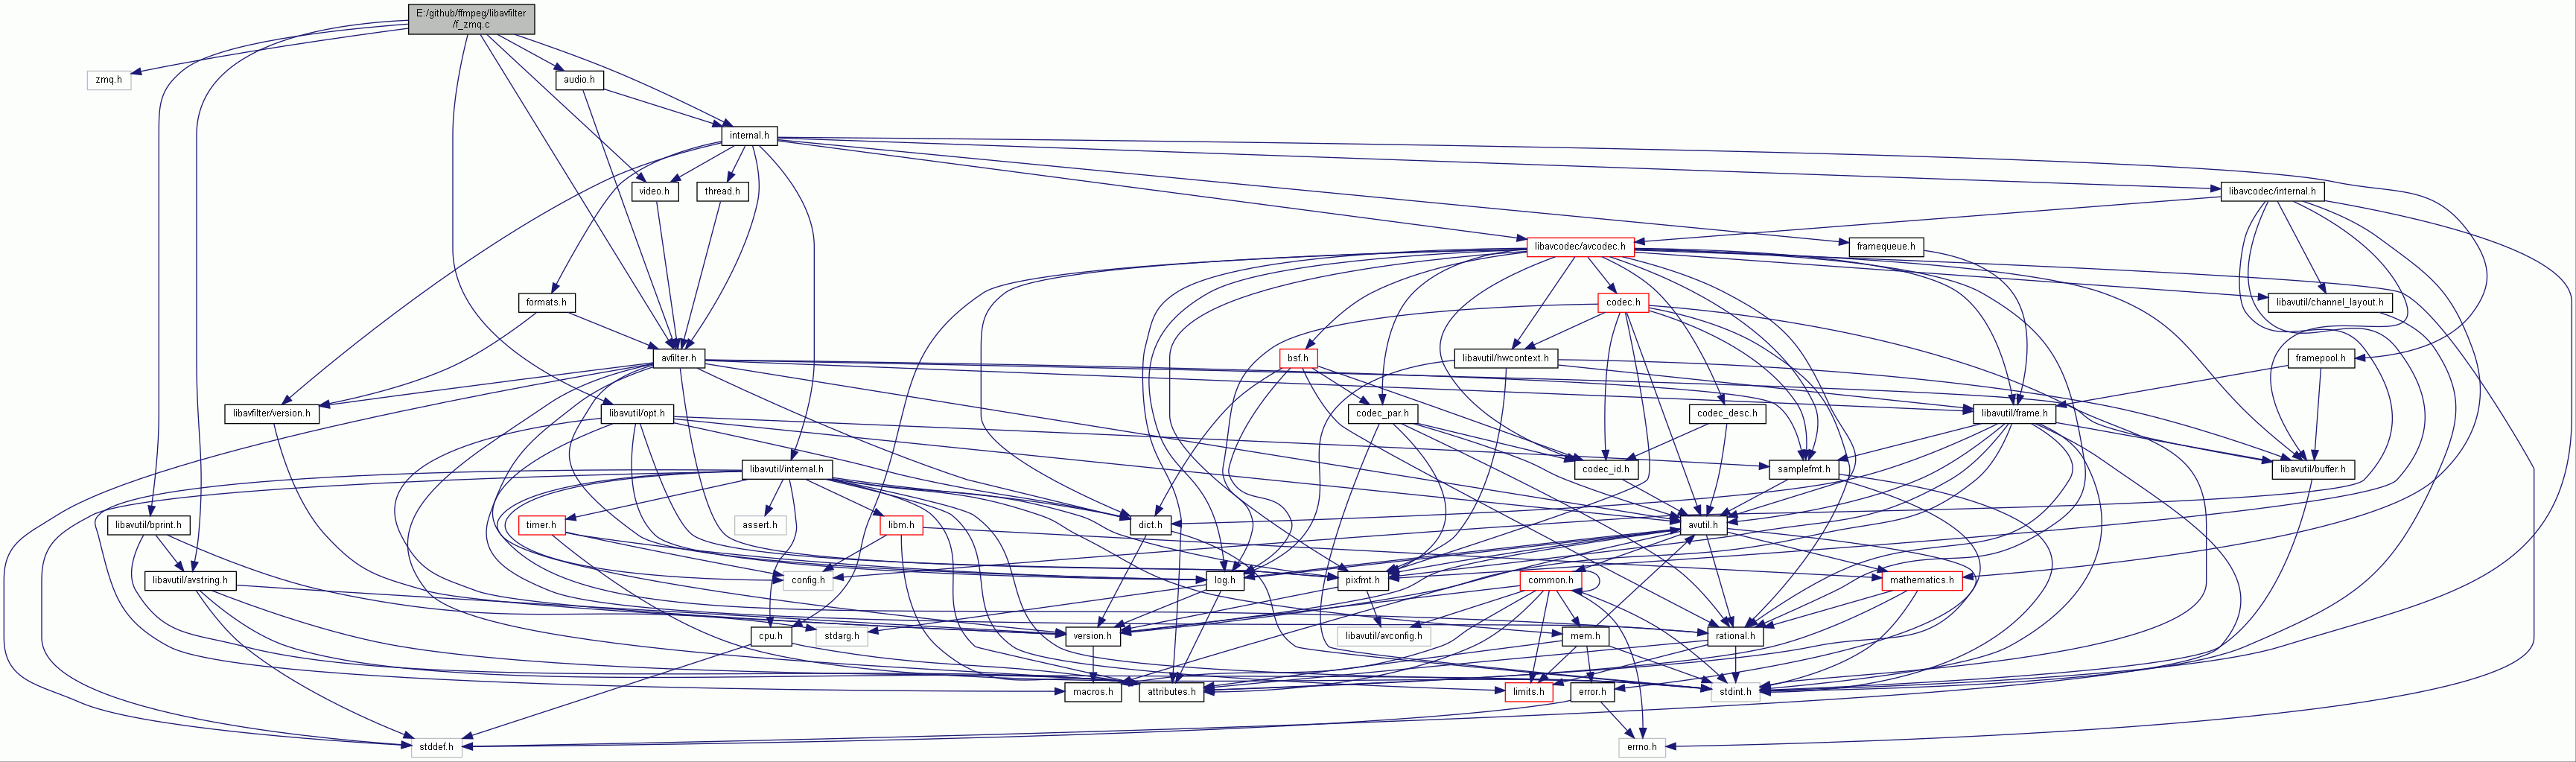 E:/github/ffmpeg/libavfilter
/f_zmq.c
zmq.h
audio.h
internal.h
video.h
thread.h
libavcodec/internal.h
libavcodec/avcodec.h
framequeue.h
formats.h
codec.h
libavutil/channel_layout.h
avfilter.h
bsf.h
libavutil/hwcontext.h
framepool.h
libavfilter/version.h
libavutil/opt.h
codec_par.h
codec_desc.h
libavutil/frame.h
libavutil/internal.h
codec_id.h
samplefmt.h
libavutil/buffer.h
libavutil/bprint.h
timer.h
assert.h
libm.h
dict.h
avutil.h
libavutil/avstring.h
config.h
log.h
pixfmt.h
common.h
mathematics.h
cpu.h
stdarg.h
version.h
libavutil/avconfig.h
mem.h
rational.h
macros.h
attributes.h
limits.h
error.h
stdint.h
stddef.h
errno.h